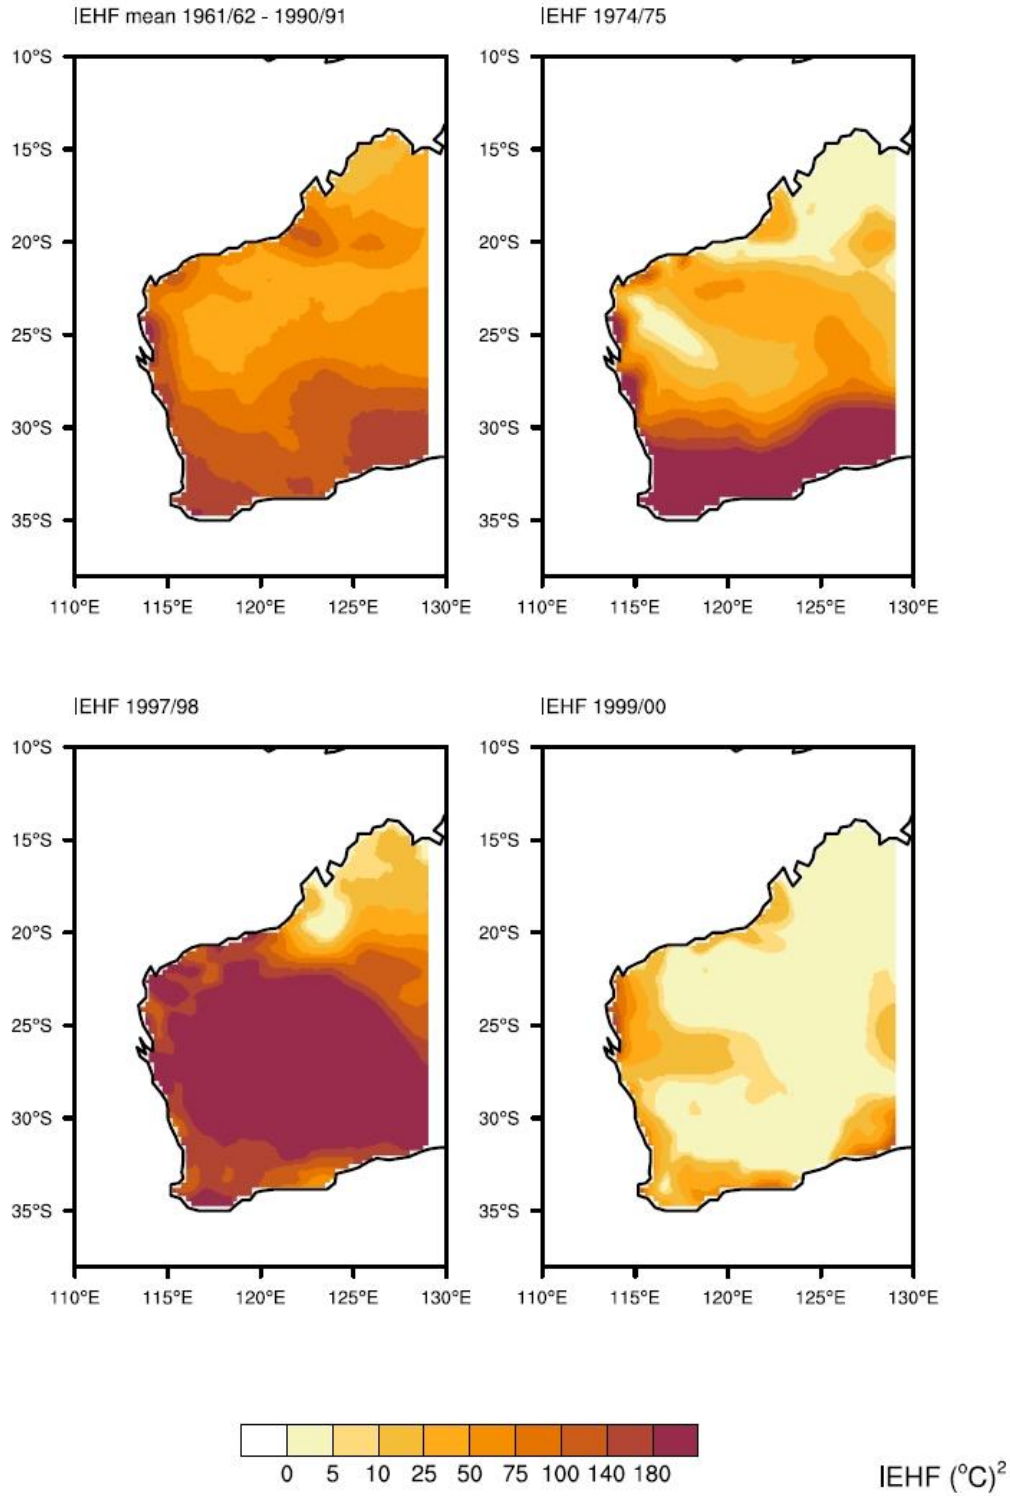 IEHF mean 1961/62 - 1990/91
IEHF 1974/75
10°S
15°S
20°S
25°S
30°S
35°S
110°E 115°E 120°E 125°E 130°E
10°S
15°S
20°S
25°S
30°S
35°S
110°E 115°E 120°E 125°E 130°E
IEHF 1997/98
IEHF 1999/00
10°S
15°S
20°S
25°S
30°S
35°S
110°E 115°E 120°E 125°E 130°E
10°S
15°S
20°S
25°S
30°S
35°S
110°E 115°E 120°E 125°E 130°E
0 5 10 25 50 75 100 140 180
IEHF (°C)²